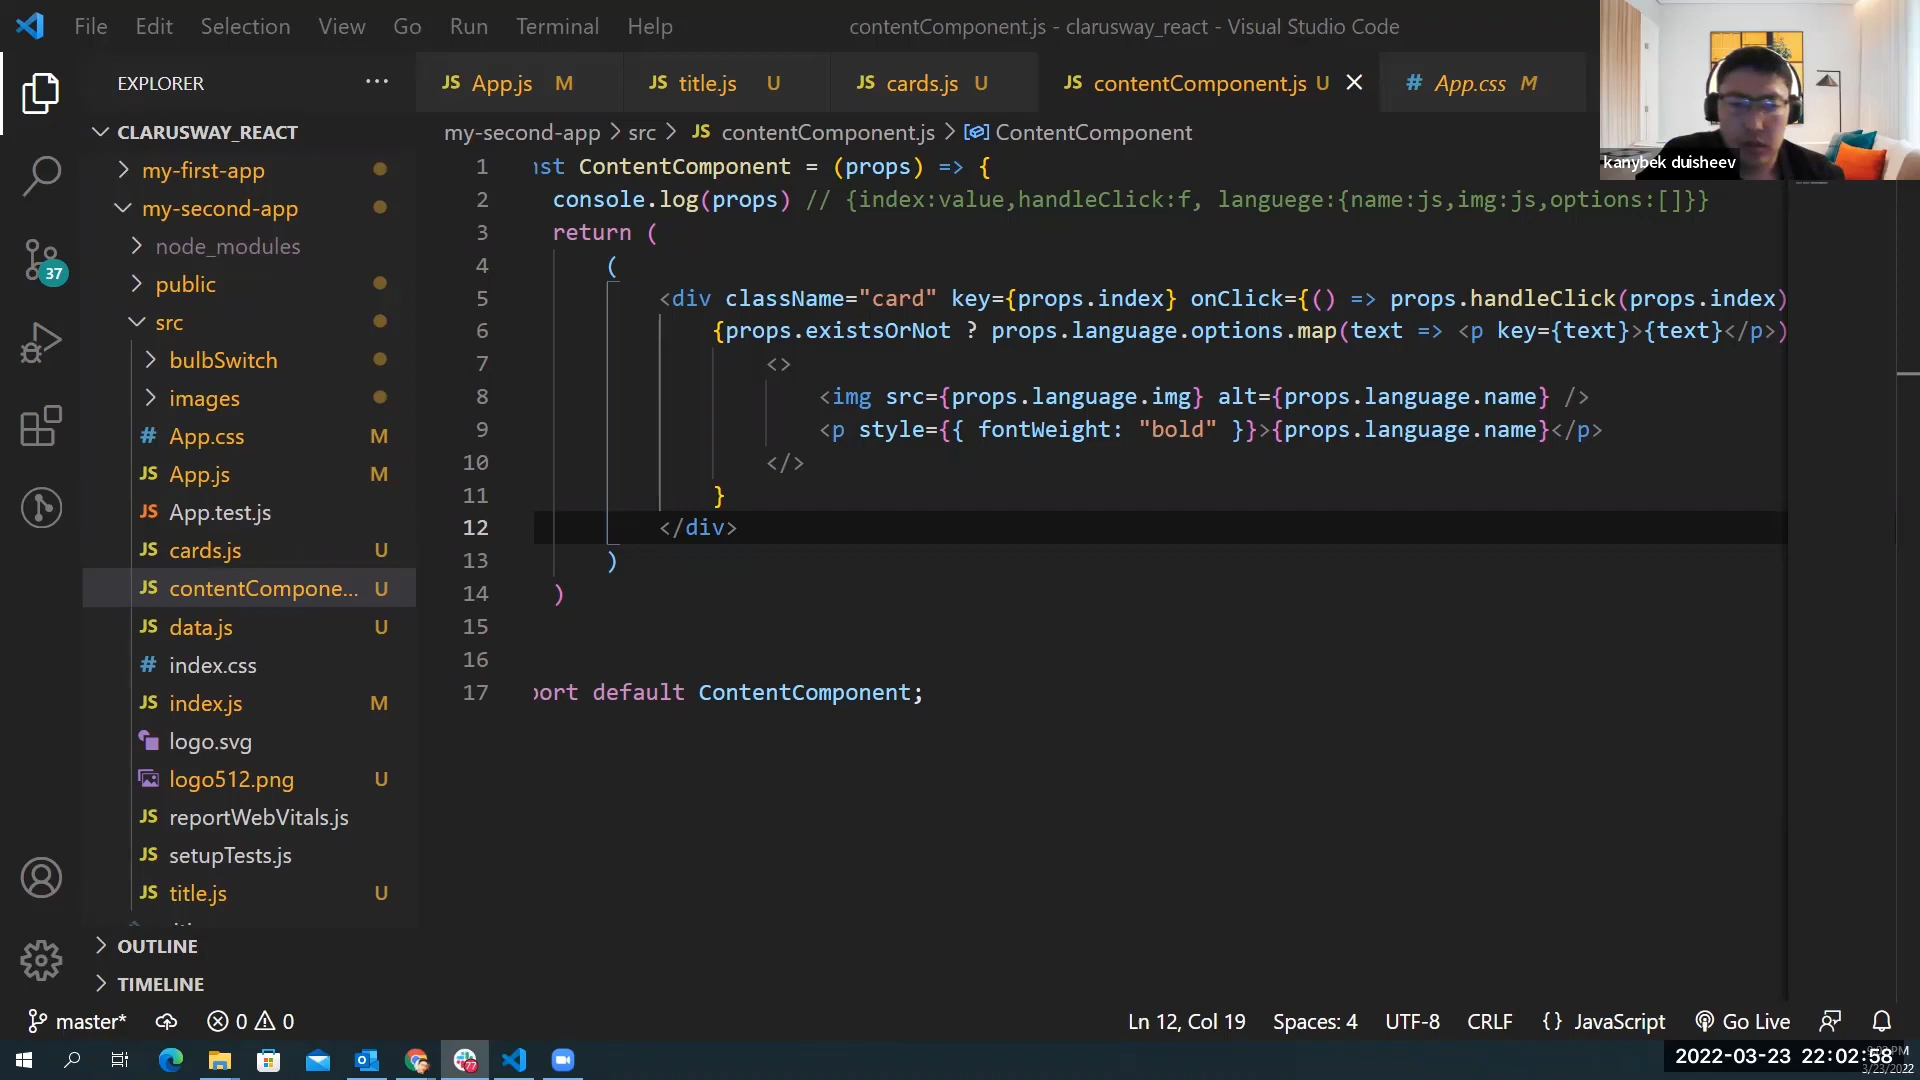 File Edit Selection View Go Run Terminal Help
contentComponent.js - clarusway_react - Visual Studio Code
EXPLORER ...
JS App.js M
JS title.js U
JS cards.js U
JS contentComponent.js U
# App.css M
CLARUSWAY_REACT
my-second-app > src > JS contentComponent.js > ContentComponent
kanybek duisheev
my-first-app
my-second-app
node_modules
public
src
bulbSwitch
images
# App.css M
JS App.js M
JS App.test.js
JS cards.js U
JS contentCompone... U
JS data.js U
# index.css
JS index.js M
logo.svg
logo512.png U
JS reportWebVitals.js
JS setupTests.js
JS title.js U
OUTLINE
TIMELINE
37
1 nst ContentComponent = (props) => {
2 console.log(props) // {index:value,handleClick:f, languege:{name:js,img:js,options:[]}}
3 return (
4 (
5 <div className="card" key={props.index} onClick={() => props.handleClick(props.index)
6 {props.existsOrNot ? props.language.options.map(text => <p key={text}>{text}</p>)
7 <>
8 <img src={props.language.img} alt={props.language.name} />
9 <p style={{ fontWeight: "bold" }}>{props.language.name}</p>
10 </>
11 }
12 </div>
13 )
14 )
15
16
17 port default ContentComponent;
master* 0 0
Ln 12, Col 19 Spaces: 4 UTF-8 CRLF {} JavaScript Go Live
77
2022-03-23 22:02:58
3/23/2022